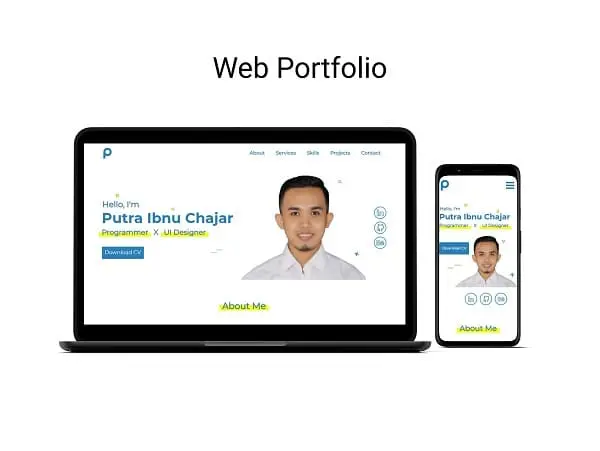 Web Portfolio
About Services Skills Projects Contact
Hello, I'm
Putra Ibnu Chajar
Programmer X UI Designer
Download CV
About Me
Hello, I'm
Putra Ibnu Chajar
Programmer X UI Designer
Download CV
About Me